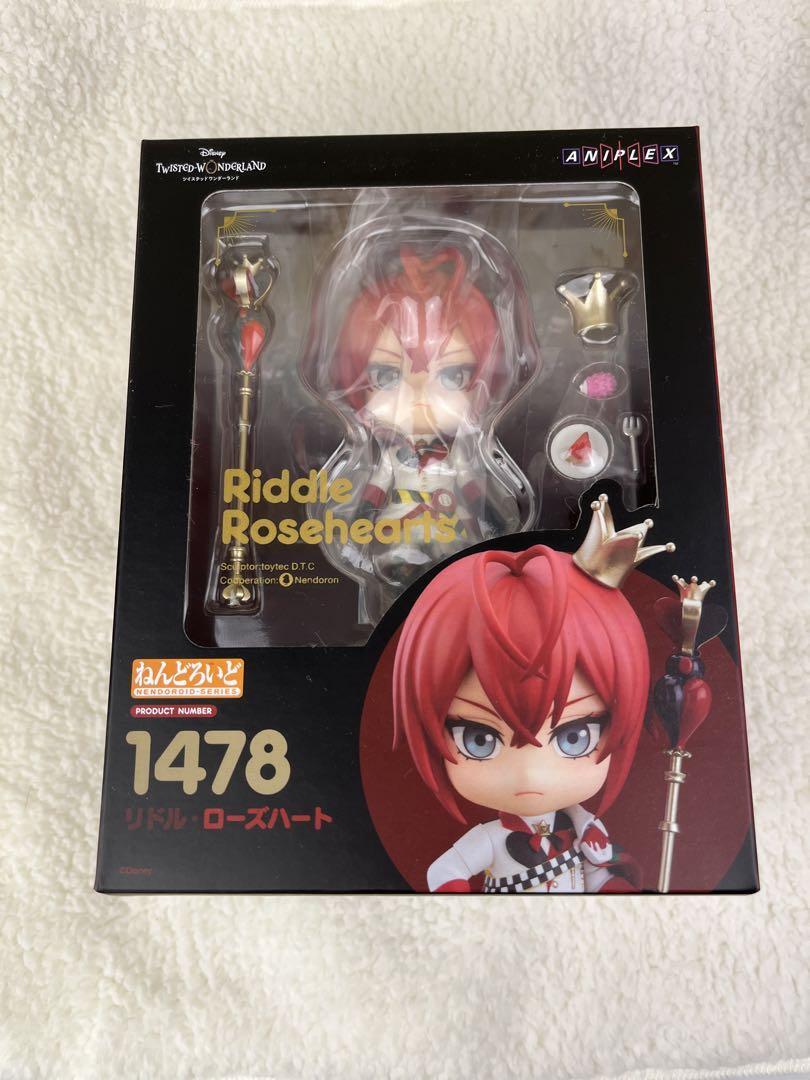 Disney
TWISTED-WONDERLAND
ツイステッドワンダーランド
ANIPLEX
Riddle
Rosehearts
Sculptor:toytec D.T.C
Cooperation: Nendoron
ねんどろいど
NENDOROID-SERIES
PRODUCT NUMBER
1478
リドル・ローズハート
©Disney